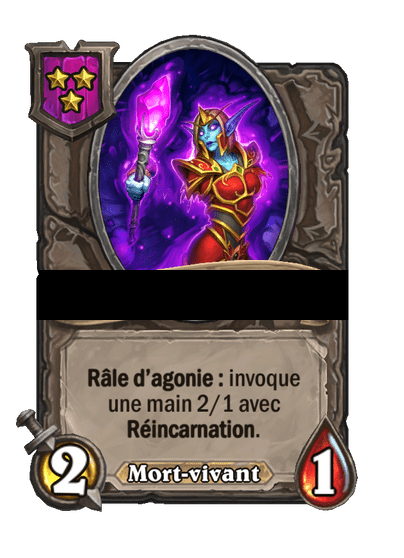 Râle d'agonie : invoque
une main 2/1 avec
Réincarnation.
2
Mort-vivant
1